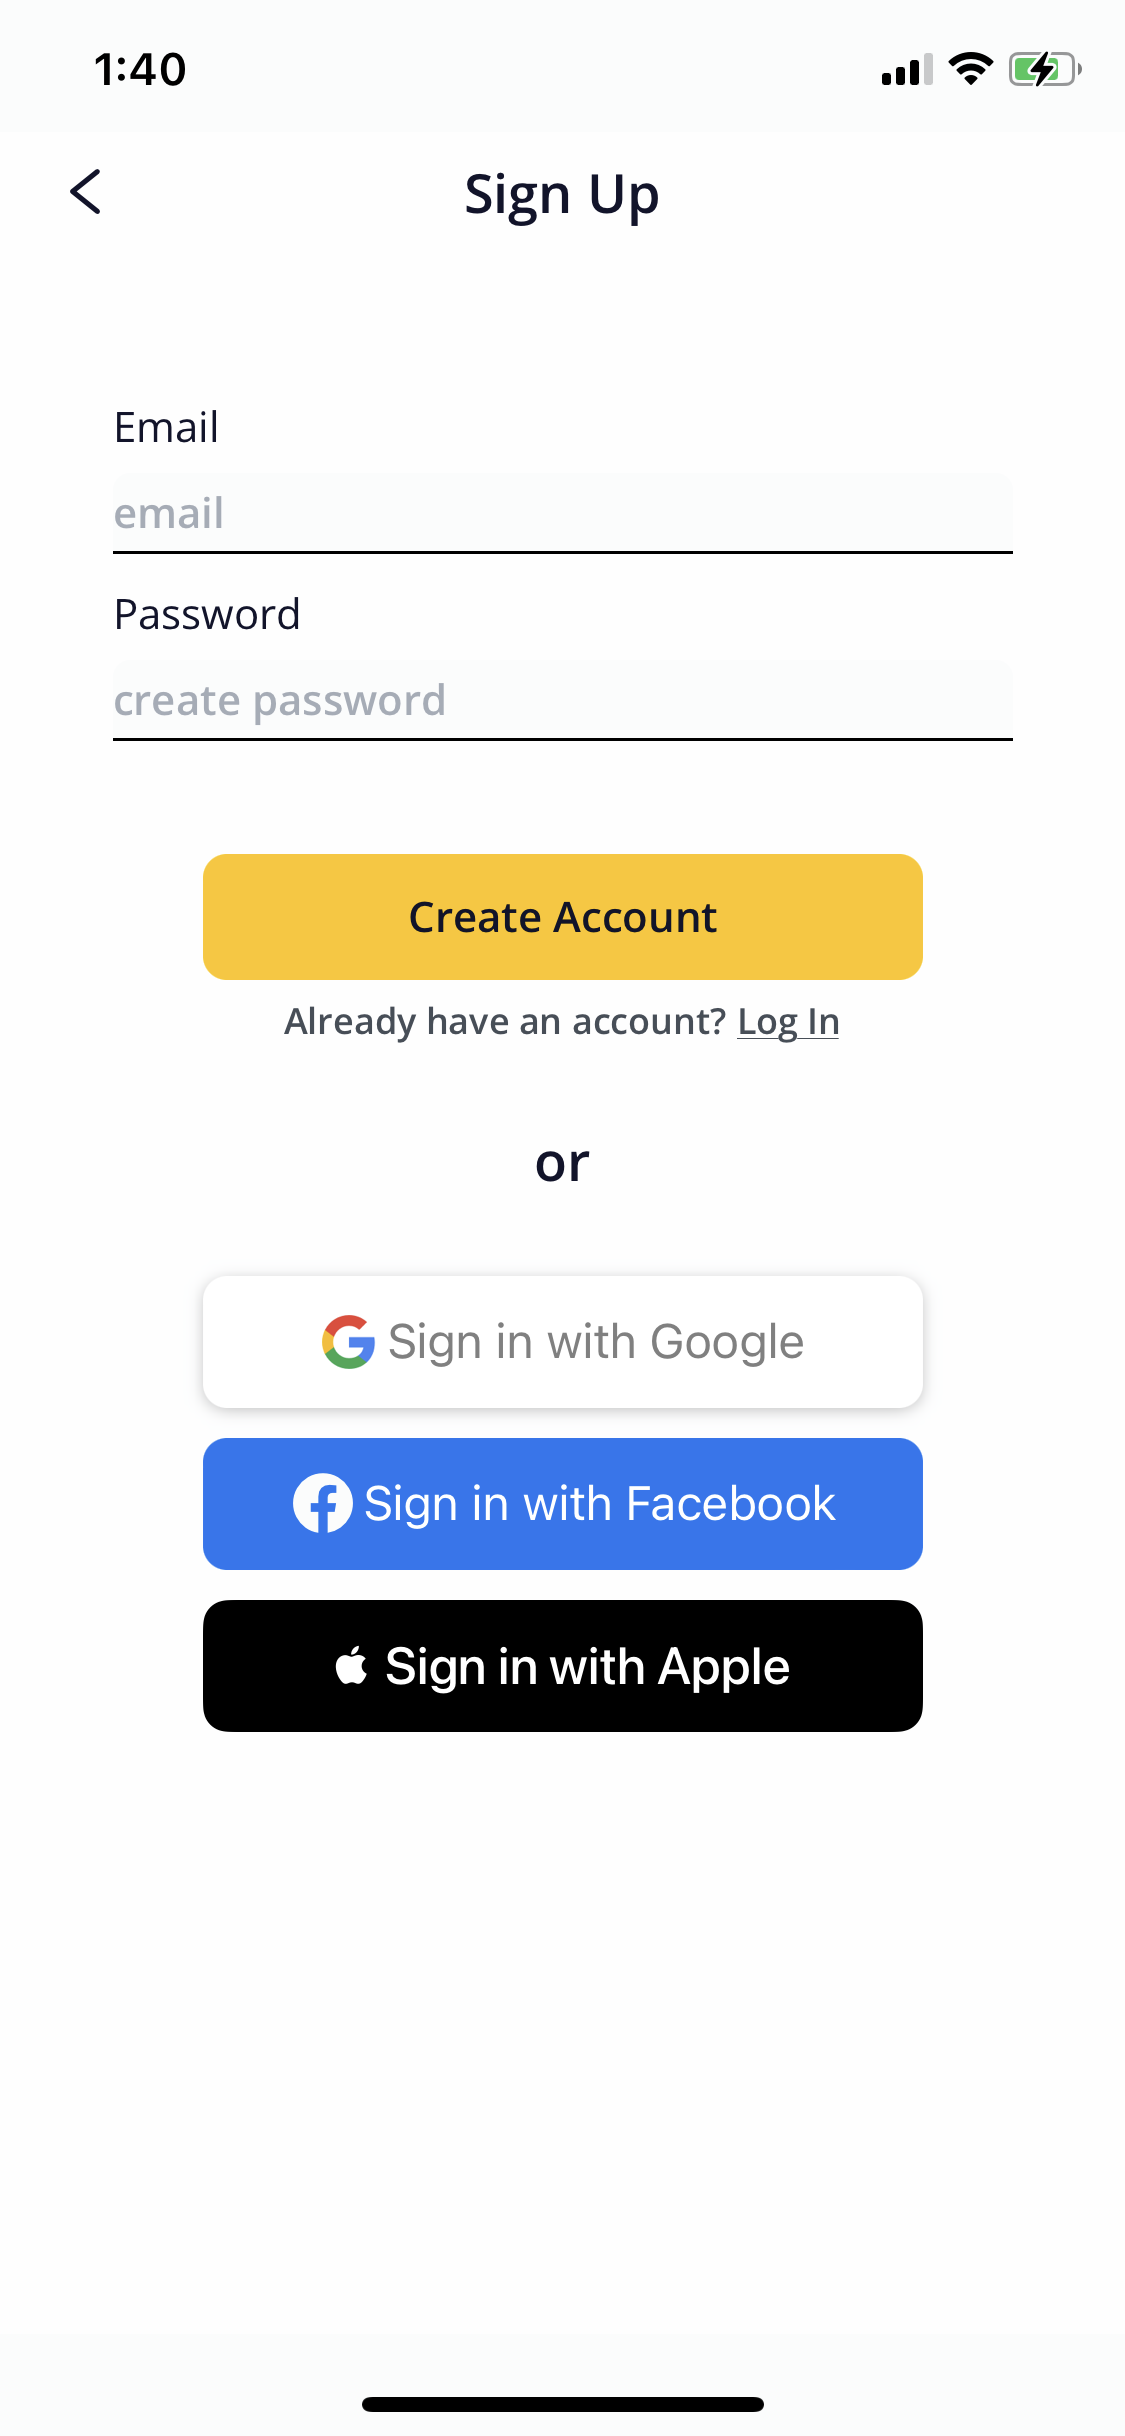 1:40
Sign Up
Email
email
Password
create password
Create Account
Already have an account? Log In
or
Sign in with Google
Sign in with Facebook
Sign in with Apple